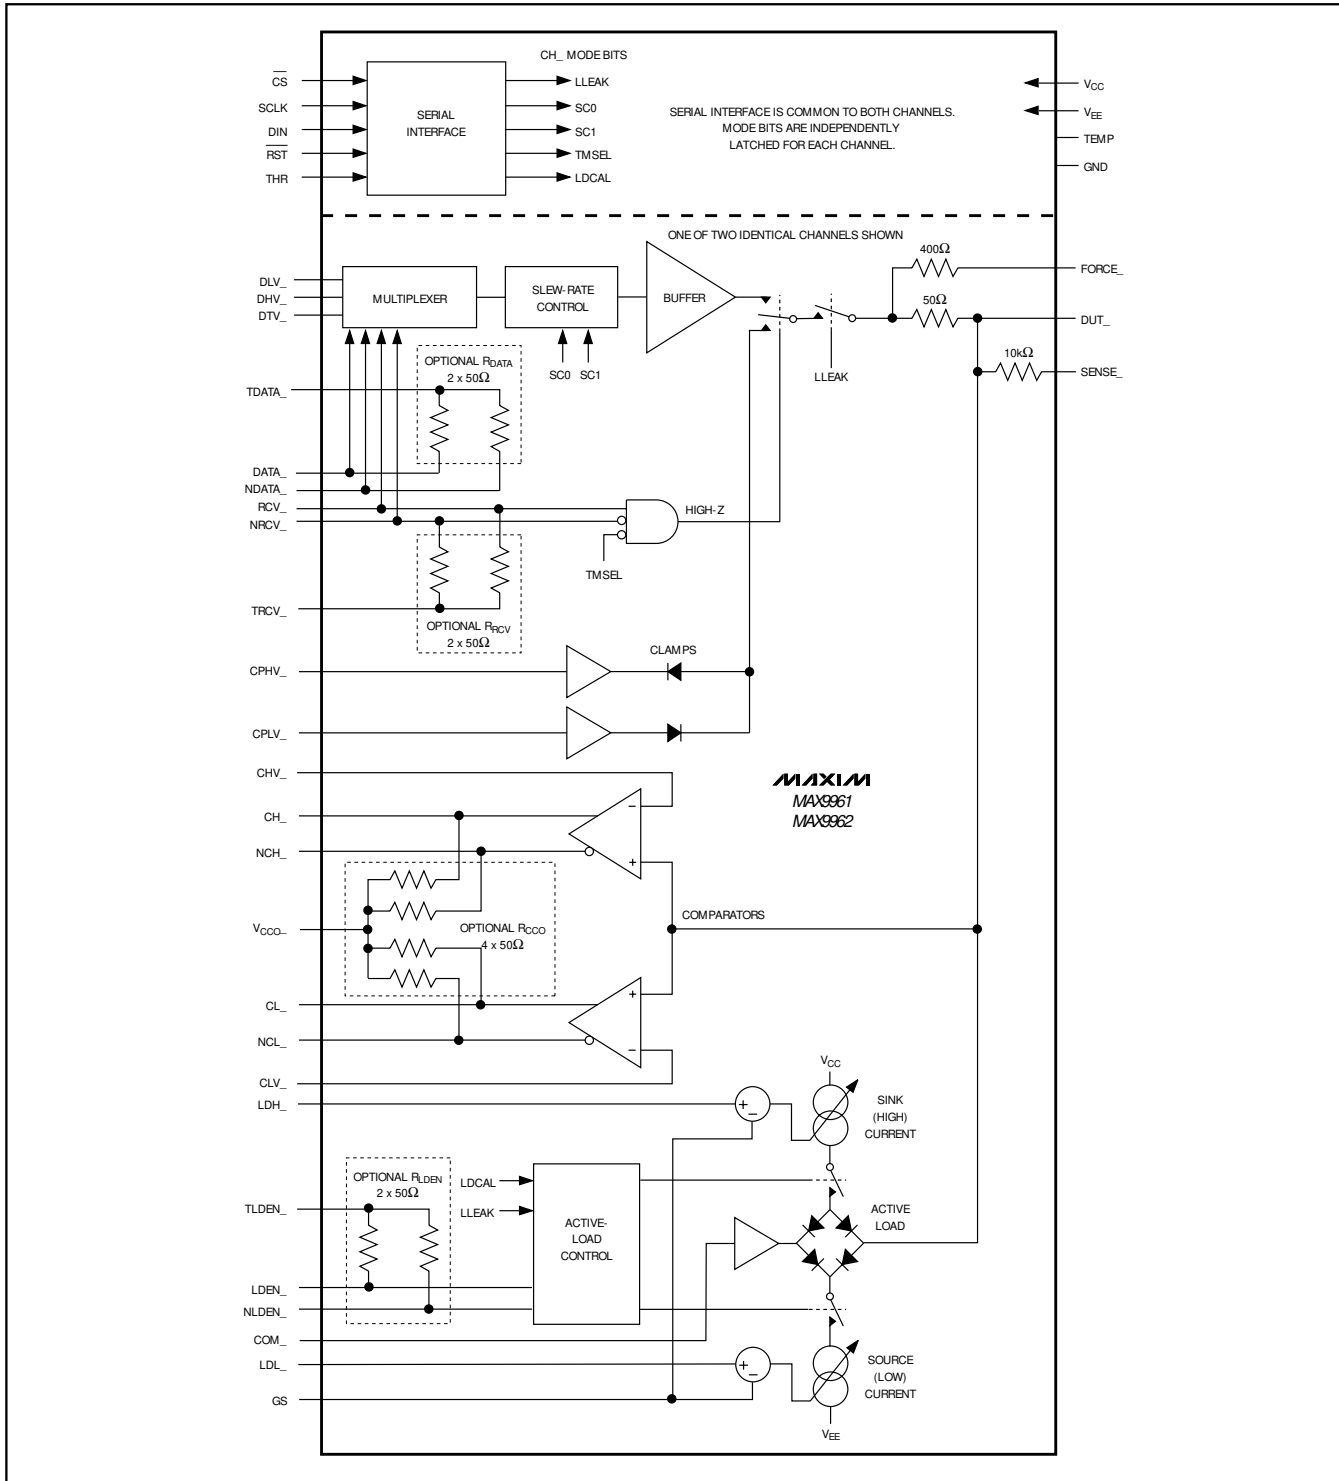 CH_ MODE BITS
CS
SCLK
DIN
RST
THR
SERIAL
INTERFACE
LLEAK
SC0
SC1
TMSEL
LDCAL
SERIAL INTERFACE IS COMMON TO BOTH CHANNELS.
MODE BITS ARE INDEPENDENTLY
LATCHED FOR EACH CHANNEL.
VCC
VEE
TEMP
GND
ONE OF TWO IDENTICAL CHANNELS SHOWN
DLV_
DHV_
DTV_
MULTIPLEXER
SLEW-RATE
CONTROL
SC0 SC1
BUFFER
LLEAK
400Ω
FORCE_
50Ω
DUT_
10kΩ
SENSE_
OPTIONAL RDATA
2 x 50Ω
TDATA_
DATA_
NDATA_
RCV_
NRCV_
HIGH-Z
TMSEL
TRCV_
OPTIONAL RRCV
2 x 50Ω
CPHV_
CLAMPS
CPLV_
CHV_
CH_
NCH_
−
+
MAXIM
MAX9961
MAX9962
VCCO_
OPTIONAL RCCO
4 x 50Ω
COMPARATORS
CL_
NCL_
CLV_
+
−
LDH_
+
−
VCC
SINK
(HIGH)
CURRENT
OPTIONAL RLDEN
2 x 50Ω
TLDEN_
LDEN_
NLDEN_
LDCAL
LLEAK
ACTIVE-
LOAD
CONTROL
ACTIVE
LOAD
COM_
LDL_
GS
+
−
SOURCE
(LOW)
CURRENT
VEE